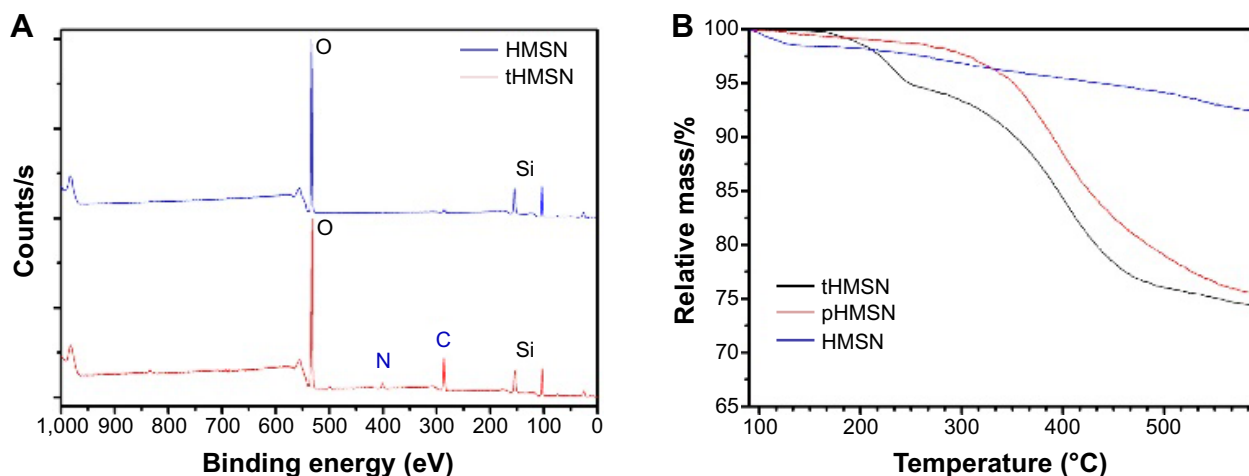 A
Counts/s
HMSN
tHMSN
O
Si
O
N
C
Si
1,000 900 800 700 600 500 400 300 200 100 0
Binding energy (eV)
B
Relative mass/%
100
95
90
85
80
75
70
65
tHMSN
pHMSN
HMSN
100 200 300 400 500
Temperature (°C)